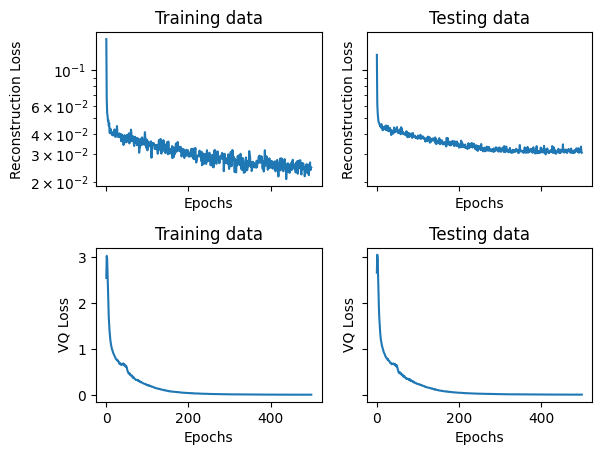 Training data
Testing data
Reconstruction Loss
10⁻¹
6 × 10⁻²
4 × 10⁻²
3 × 10⁻²
2 × 10⁻²
Epochs
Reconstruction Loss
Epochs
Training data
Testing data
VQ Loss
3
2
1
0
0
200
400
Epochs
VQ Loss
0
200
400
Epochs